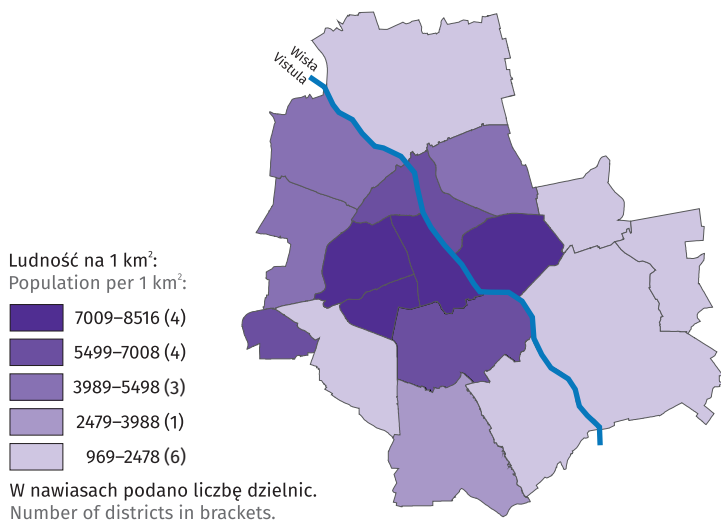 Wisła
Vistula
Ludność na 1 km²:
Population per 1 km²:
7009–8516 (4)
5499–7008 (4)
3989–5498 (3)
2479–3988 (1)
969–2478 (6)
W nawiasach podano liczbę dzielnic.
Number of districts in brackets.